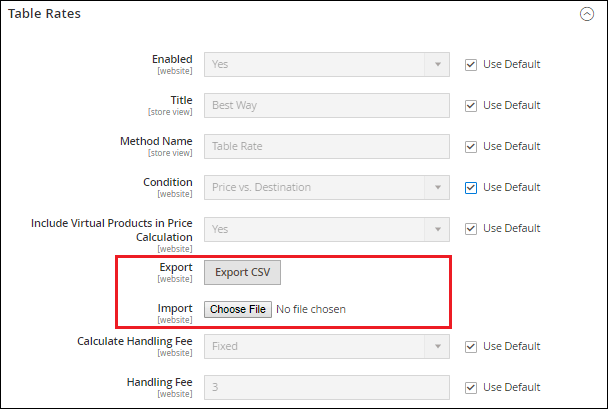 Table Rates
Enabled Yes Use Default
[website]
Title Best Way Use Default
[store view]
Method Name Table Rate Use Default
[store view]
Condition Price vs. Destination Use Default
[website]
Include Virtual Products in Price Yes Use Default
Calculation
[website]
Export Export CSV
[website]
Import Choose File No file chosen
[website]
Calculate Handling Fee Fixed Use Default
[website]
Handling Fee 3 Use Default
[website]